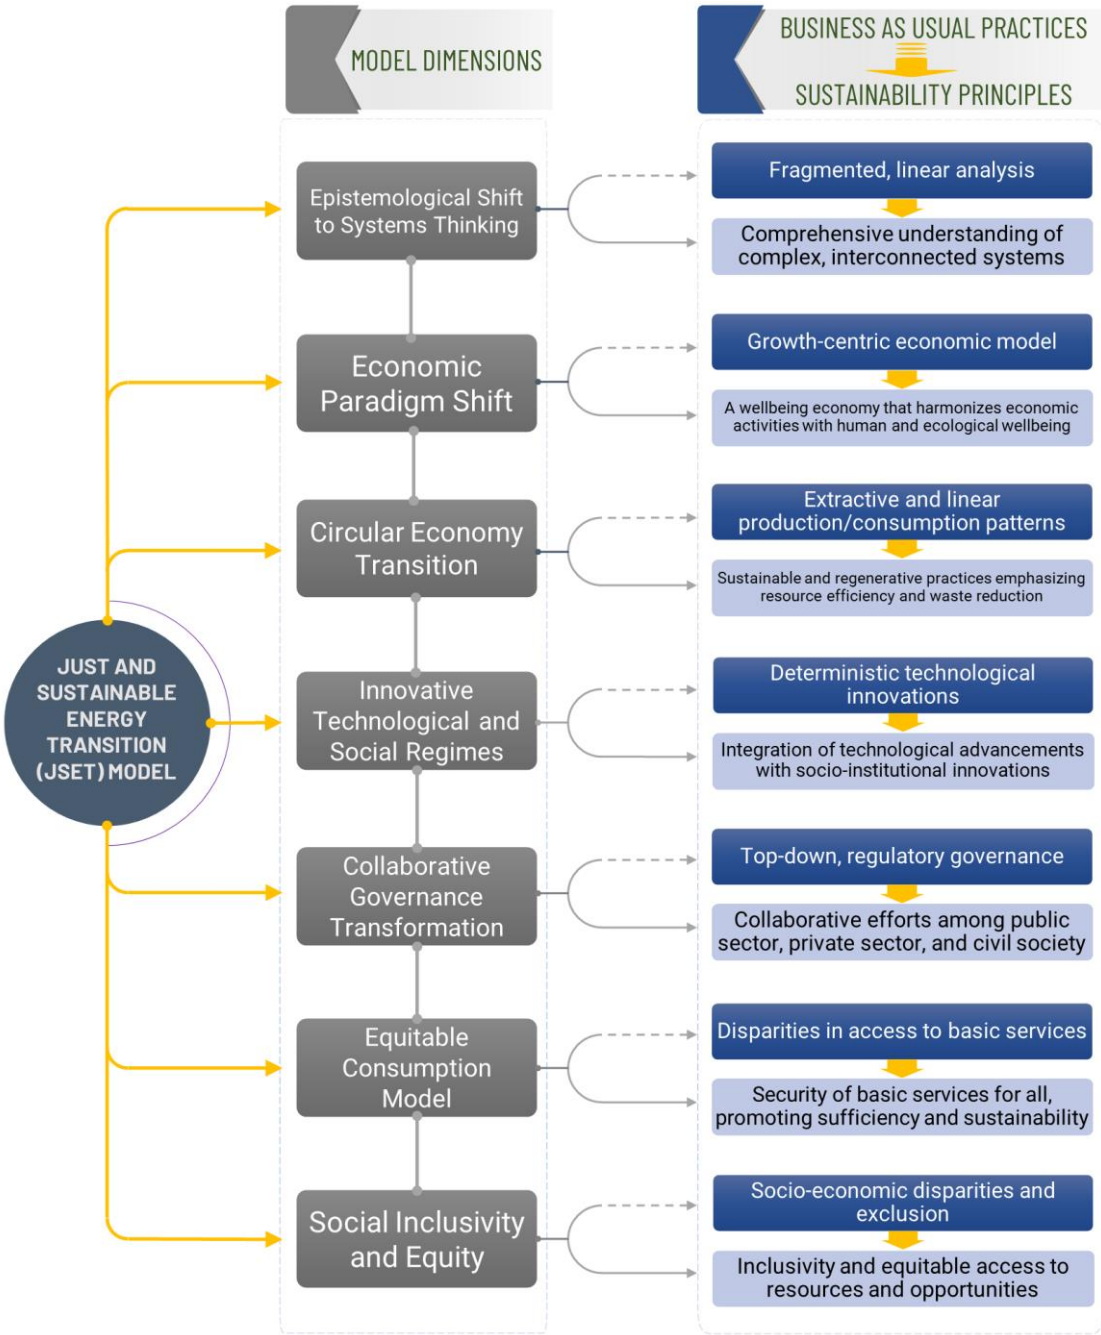 MODEL DIMENSIONS
BUSINESS AS USUAL PRACTICES
SUSTAINABILITY PRINCIPLES
JUST AND
SUSTAINABLE
ENERGY
TRANSITION
(JSET) MODEL
Epistemological Shift
to Systems Thinking
Fragmented, linear analysis
Comprehensive understanding of
complex, interconnected systems
Economic
Paradigm Shift
Growth-centric economic model
A wellbeing economy that harmonizes economic
activities with human and ecological wellbeing
Circular Economy
Transition
Extractive and linear
production/consumption patterns
Sustainable and regenerative practices emphasizing
resource efficiency and waste reduction
Innovative
Technological and
Social Regimes
Deterministic technological
innovations
Integration of technological advancements
with socio-institutional innovations
Collaborative
Governance
Transformation
Top-down, regulatory governance
Collaborative efforts among public
sector, private sector, and civil society
Equitable
Consumption
Model
Disparities in access to basic services
Security of basic services for all,
promoting sufficiency and sustainability
Social Inclusivity
and Equity
Socio-economic disparities and
exclusion
Inclusivity and equitable access to
resources and opportunities